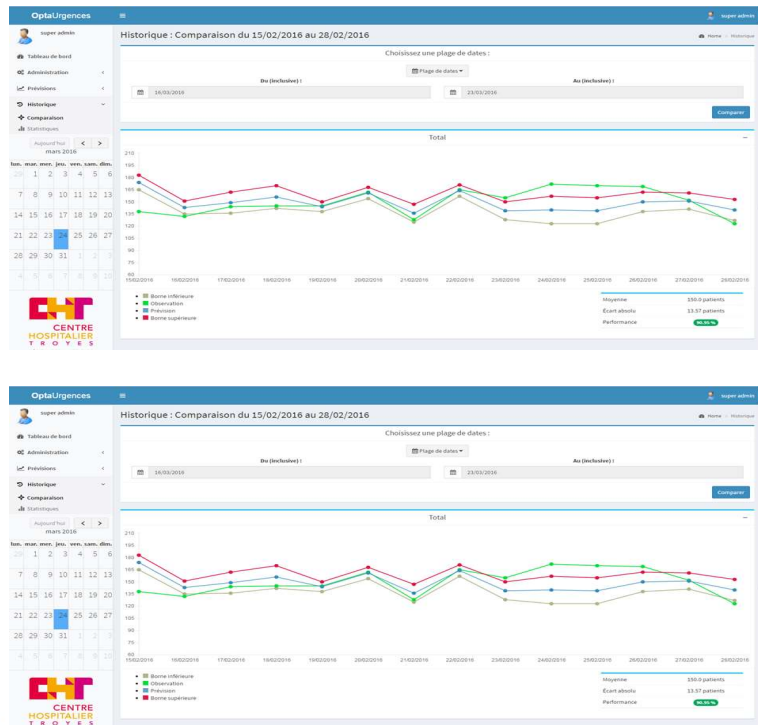 OptaUrgences
super admin
super admin
Historique : Comparaison du 15/02/2016 au 28/02/2016
Home > Historique
Tableau de bord
Administration
Prévisions
Historique
Comparaison
Statistiques
Choisissez une plage de dates :
Plage de dates
Du (inclusive) :
Au (inclusive) :
16/03/2016
23/03/2016
Comparer
Aujourd'hui < >
mars 2016
lun. mar. mer. jeu. ven. sam. dim.
29 1 2 3 4 5 6
7 8 9 10 11 12 13
14 15 16 17 18 19 20
21 22 23 24 25 26 27
28 29 30 31 1 2 3
4 5 6 7 8 9 10
Total
210
195
180
165
150
135
120
105
90
75
60
15/02/2016 16/02/2016 17/02/2016 18/02/2016 19/02/2016 20/02/2016 21/02/2016 22/02/2016 23/02/2016 24/02/2016 25/02/2016 26/02/2016 27/02/2016 28/02/2016
Borne inférieure
Observation
Prévision
Borne supérieure
Moyenne 150.0 patients
Écart absolu 13.57 patients
Performance 90.95 %
CHT
CENTRE
HOSPITALIER
TROYES
OptaUrgences
super admin
super admin
Historique : Comparaison du 15/02/2016 au 28/02/2016
Home > Historique
Tableau de bord
Administration
Prévisions
Historique
Comparaison
Statistiques
Choisissez une plage de dates :
Plage de dates
Du (inclusive) :
Au (inclusive) :
16/03/2016
23/03/2016
Comparer
Aujourd'hui < >
mars 2016
lun. mar. mer. jeu. ven. sam. dim.
29 1 2 3 4 5 6
7 8 9 10 11 12 13
14 15 16 17 18 19 20
21 22 23 24 25 26 27
28 29 30 31 1 2 3
4 5 6 7 8 9 10
Total
210
195
180
165
150
135
120
105
90
75
60
15/02/2016 16/02/2016 17/02/2016 18/02/2016 19/02/2016 20/02/2016 21/02/2016 22/02/2016 23/02/2016 24/02/2016 25/02/2016 26/02/2016 27/02/2016 28/02/2016
Borne inférieure
Observation
Prévision
Borne supérieure
Moyenne 150.0 patients
Écart absolu 13.57 patients
Performance 90.95 %
CHT
CENTRE
HOSPITALIER
TROYES